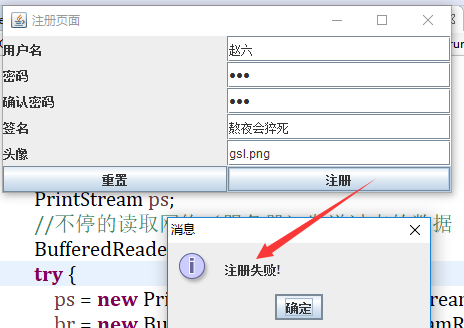 注册页面
用户名 赵六
密码 •••
确认密码 •••
签名 熬夜会猝死
头像 gsl.png
重置 注册
PrintStream ps;
//不停的读取
BufferedReade
消息
try {
注册失败!
ps = new Prin
确定
br = new Bu